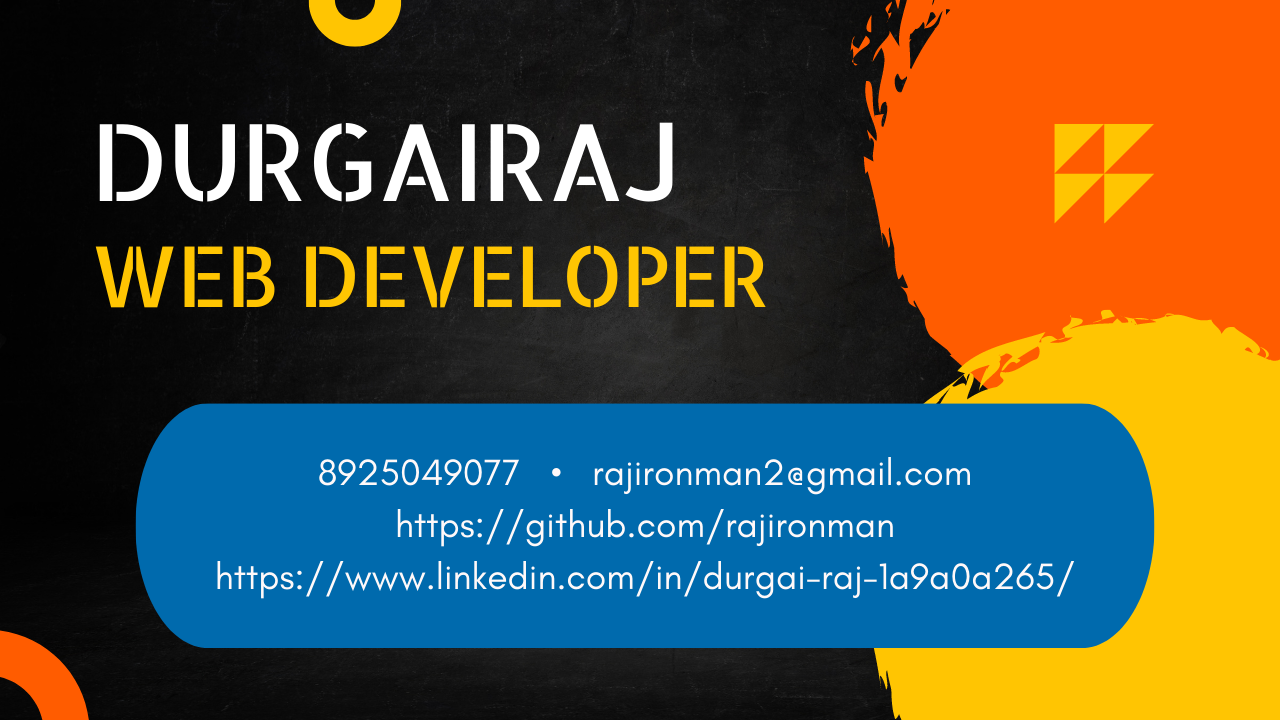 DURGAIRAJ
WEB DEVELOPER
8925049077 • rajironman2@gmail.com
https://github.com/rajironman
https://www.linkedin.com/in/durgai-raj-1a9a0a265/